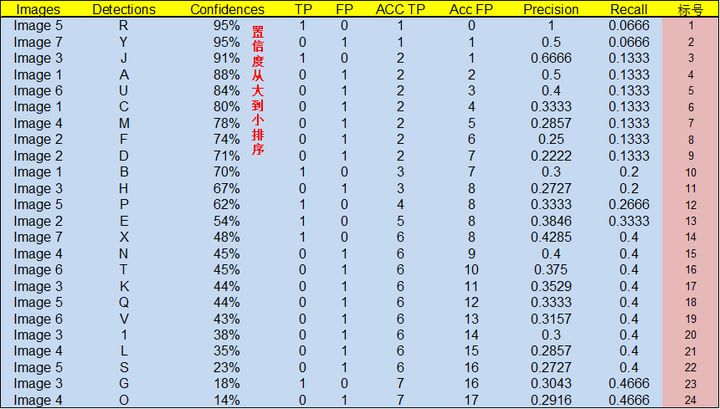 Images Detections Confidences TP FP ACC TP Acc FP Precision Recall 标号
Image 5 R 95% 1 0 1 0 1 0.0666 1
Image 7 Y 95% 0 1 1 1 0.5 0.0666 2
Image 3 J 91% 1 0 2 1 0.6666 0.1333 3
Image 1 A 88% 0 1 2 2 0.5 0.1333 4
Image 6 U 84% 0 1 2 3 0.4 0.1333 5
Image 1 C 80% 0 1 2 4 0.3333 0.1333 6
Image 4 M 78% 0 1 2 5 0.2857 0.1333 7
Image 2 F 74% 0 1 2 6 0.25 0.1333 8
Image 2 D 71% 0 1 2 7 0.2222 0.1333 9
Image 1 B 70% 1 0 3 7 0.3 0.2 10
Image 3 H 67% 0 1 3 8 0.2727 0.2 11
Image 5 P 62% 1 0 4 8 0.3333 0.2666 12
Image 2 E 54% 1 0 5 8 0.3846 0.3333 13
Image 7 X 48% 1 0 6 8 0.4285 0.4 14
Image 4 N 45% 0 1 6 9 0.4 0.4 15
Image 6 T 45% 0 1 6 10 0.375 0.4 16
Image 3 K 44% 0 1 6 11 0.3529 0.4 17
Image 5 Q 44% 0 1 6 12 0.3333 0.4 18
Image 6 V 43% 0 1 6 13 0.3157 0.4 19
Image 3 1 38% 0 1 6 14 0.3 0.4 20
Image 4 L 35% 0 1 6 15 0.2857 0.4 21
Image 5 S 23% 0 1 6 16 0.2727 0.4 22
Image 3 G 18% 1 0 7 16 0.3043 0.4666 23
Image 4 O 14% 0 1 7 17 0.2916 0.4666 24
置信度从大到小排序